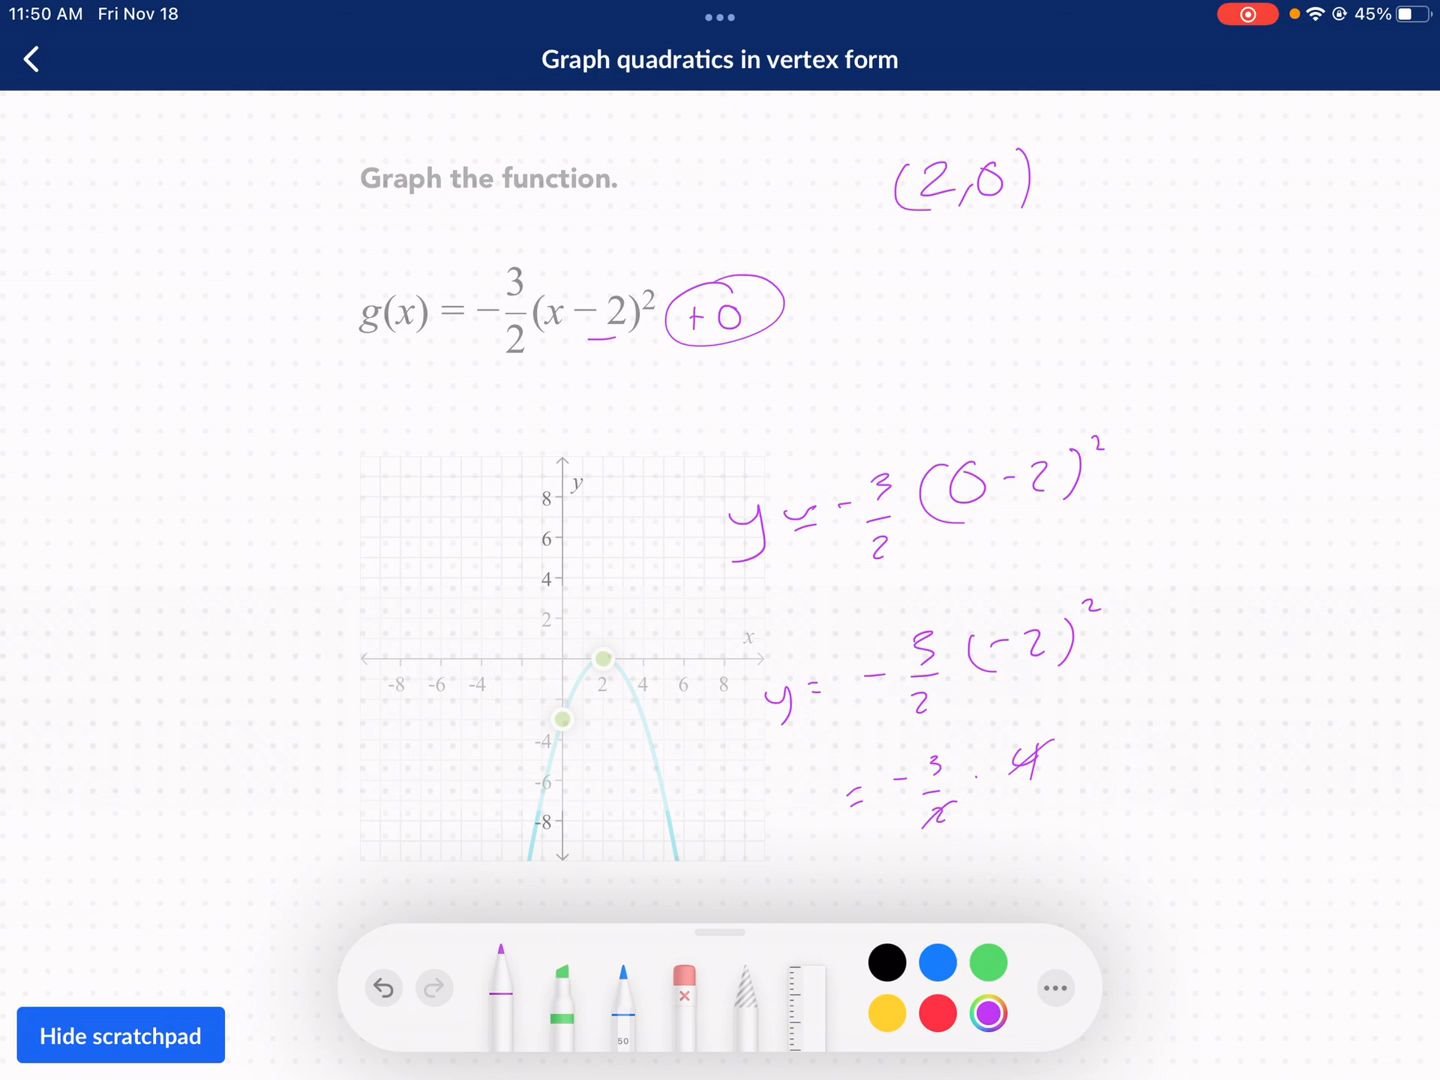 11:50 AM Fri Nov 18
45%
Graph quadratics in vertex form
Graph the function.
(2,0)
g(x) = -3/2(x - 2)² + 0
y = -3/2 (0 - 2)²
y = -3/2 (-2)²
= -3/2 · 4
y
8
6
4
2
x
-8 -6 -4 2 4 6 8
-4
-6
-8
50
Hide scratchpad